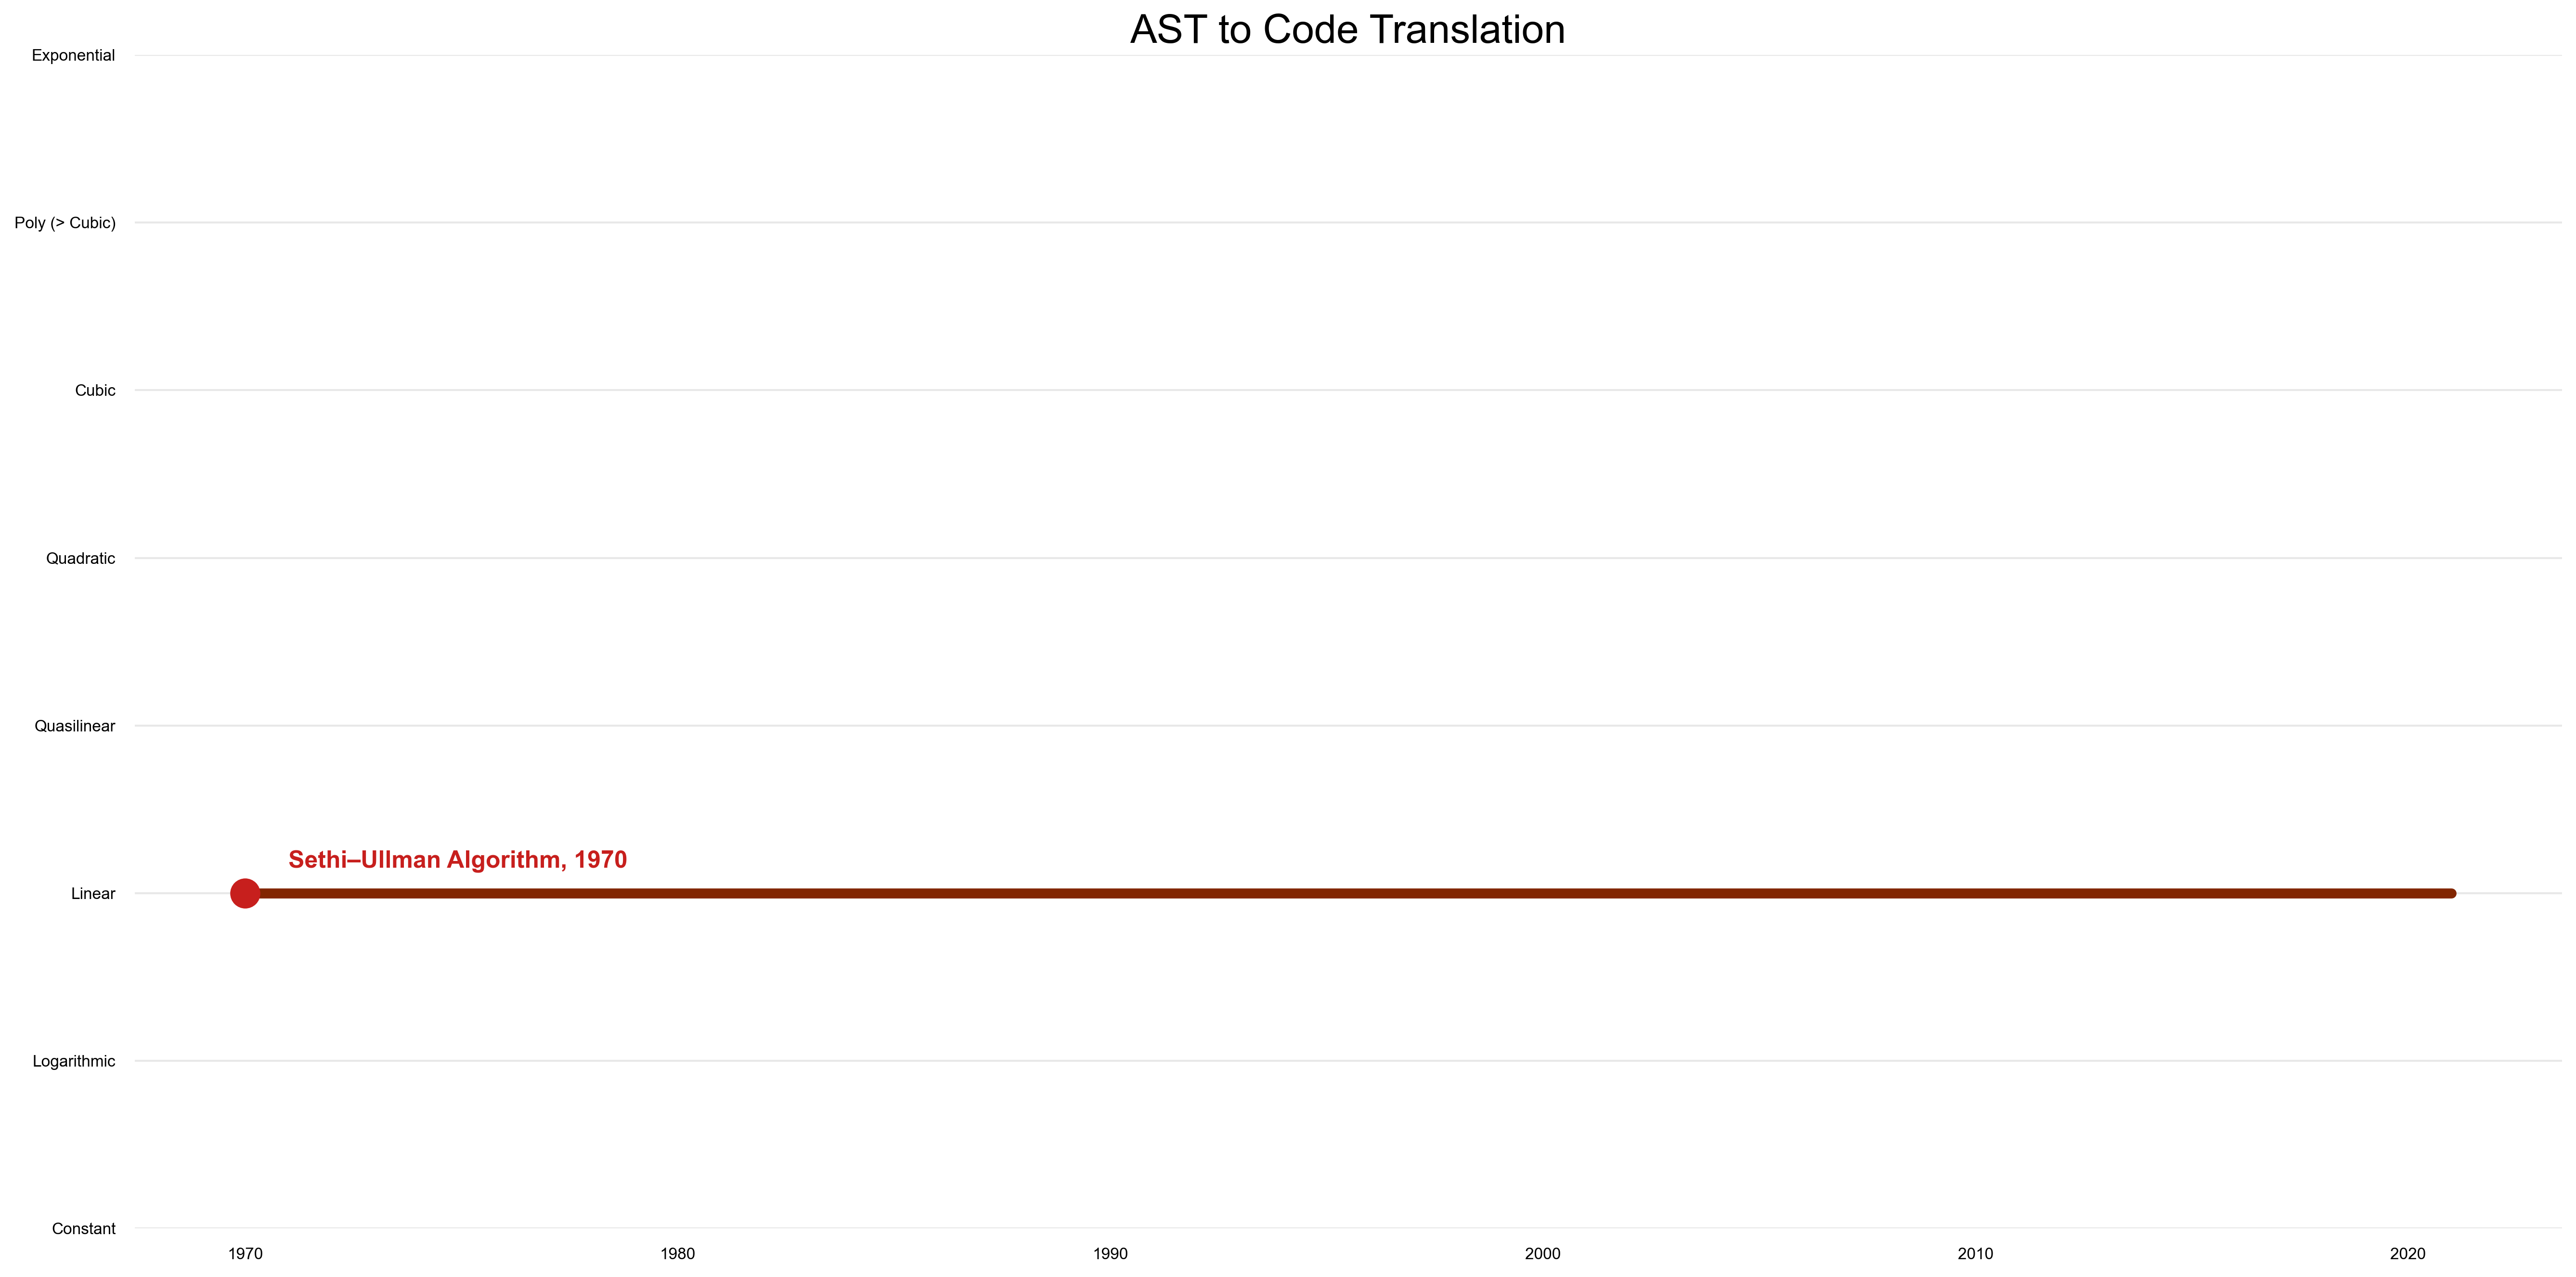 AST to Code Translation
Exponential
Poly (> Cubic)
Cubic
Quadratic
Quasilinear
Sethi–Ullman Algorithm, 1970
Linear
Logarithmic
Constant
1970 1980 1990 2000 2010 2020